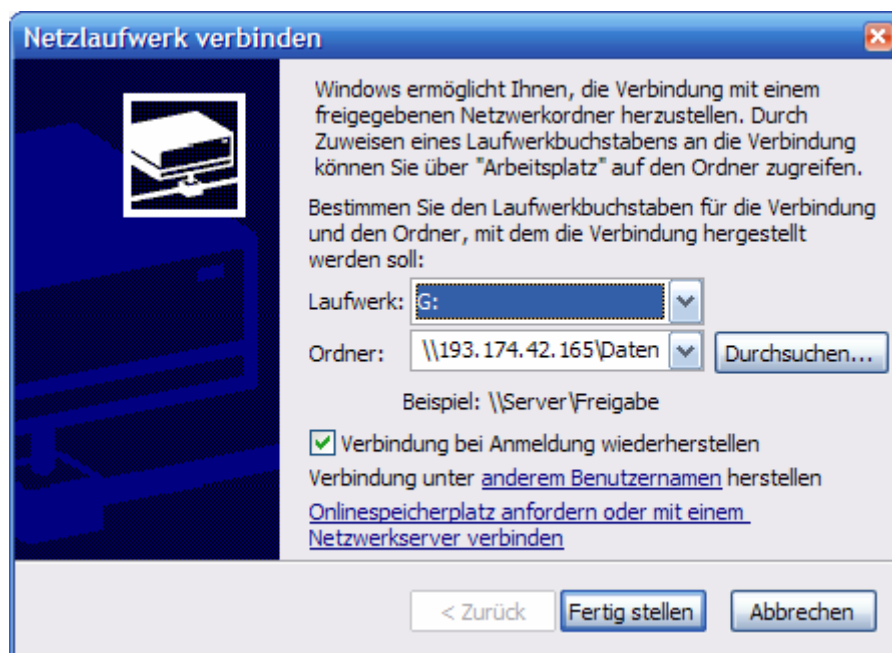 Netzlaufwerk verbinden
Windows ermöglicht Ihnen, die Verbindung mit einem
freigegebenen Netzwerkordner herzustellen. Durch
Zuweisen eines Laufwerkbuchstabens an die Verbindung
können Sie über "Arbeitsplatz" auf den Ordner zugreifen.
Bestimmen Sie den Laufwerkbuchstaben für die Verbindung
und den Ordner, mit dem die Verbindung hergestellt
werden soll:
Laufwerk: G:
Ordner: \\193.174.42.165\Daten Durchsuchen...
Beispiel: \\Server\Freigabe
Verbindung bei Anmeldung wiederherstellen
Verbindung unter anderem Benutzernamen herstellen
Onlinespeicherplatz anfordern oder mit einem
Netzwerkserver verbinden
< Zurück Fertig stellen Abbrechen